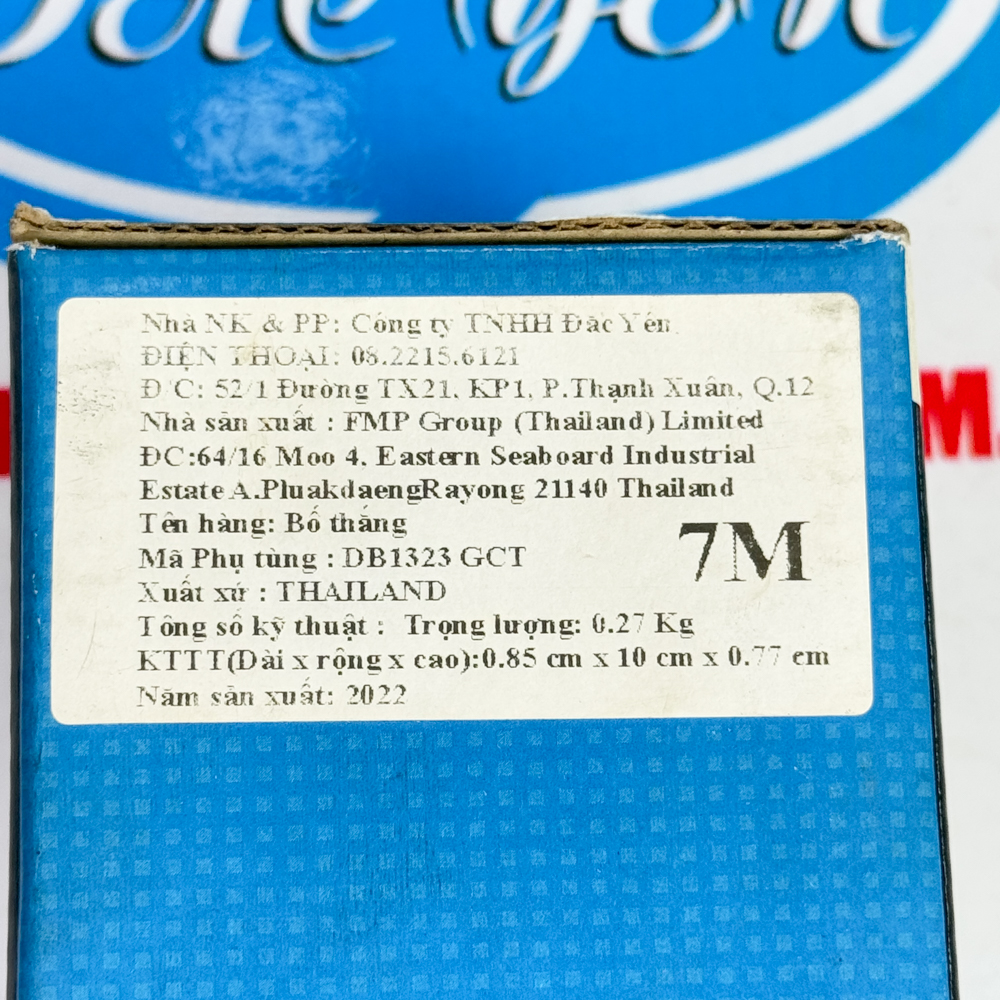 Nhà NK & PP: Công ty TNHH Đắc Yến
ĐIỆN THOẠI: 08.2215.6121
Đ/C: 52/1 Đường TX21, KP1, P.Thạnh Xuân, Q.12
Nhà sản xuất : FMP Group (Thailand) Limited
ĐC:64/16 Moo 4, Eastern Seaboard Industrial
Estate A.PluakdaengRayong 21140 Thailand
Tên hàng: Bố thắng
Mã Phụ tùng : DB1323 GCT
7M
Xuất xứ : THAILAND
Tông số kỹ thuật : Trọng lượng: 0.27 Kg
KTTT(Dài x rộng x cao):0.85 cm x 10 cm x 0.77 cm
Năm sản xuất: 2022